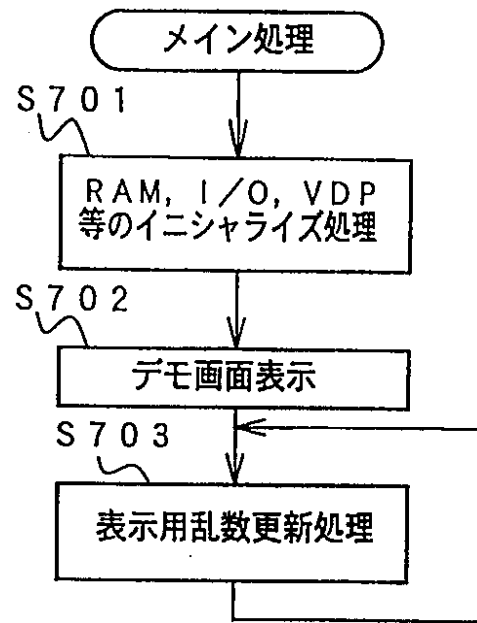 メイン処理
S701
RAM, I/O, VDP
等のイニシャライズ処理
S702
デモ画面表示
S703
表示用乱数更新処理